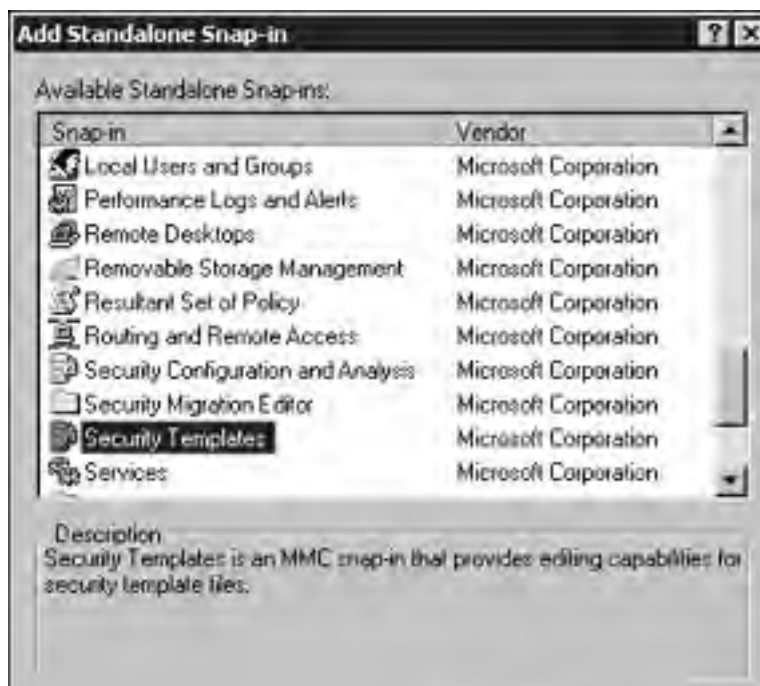 Add Standalone Snap-in
Available Standalone Snap-ins:
Snap-in Vendor
Local Users and Groups Microsoft Corporation
Performance Logs and Alerts Microsoft Corporation
Remote Desktops Microsoft Corporation
Removable Storage Management Microsoft Corporation
Resultant Set of Policy Microsoft Corporation
Routing and Remote Access Microsoft Corporation
Security Configuration and Analysis Microsoft Corporation
Security Migration Editor Microsoft Corporation
Security Templates Microsoft Corporation
Services Microsoft Corporation
Description
Security Templates is an MMC snap-in that provides editing capabilities for
security template files.